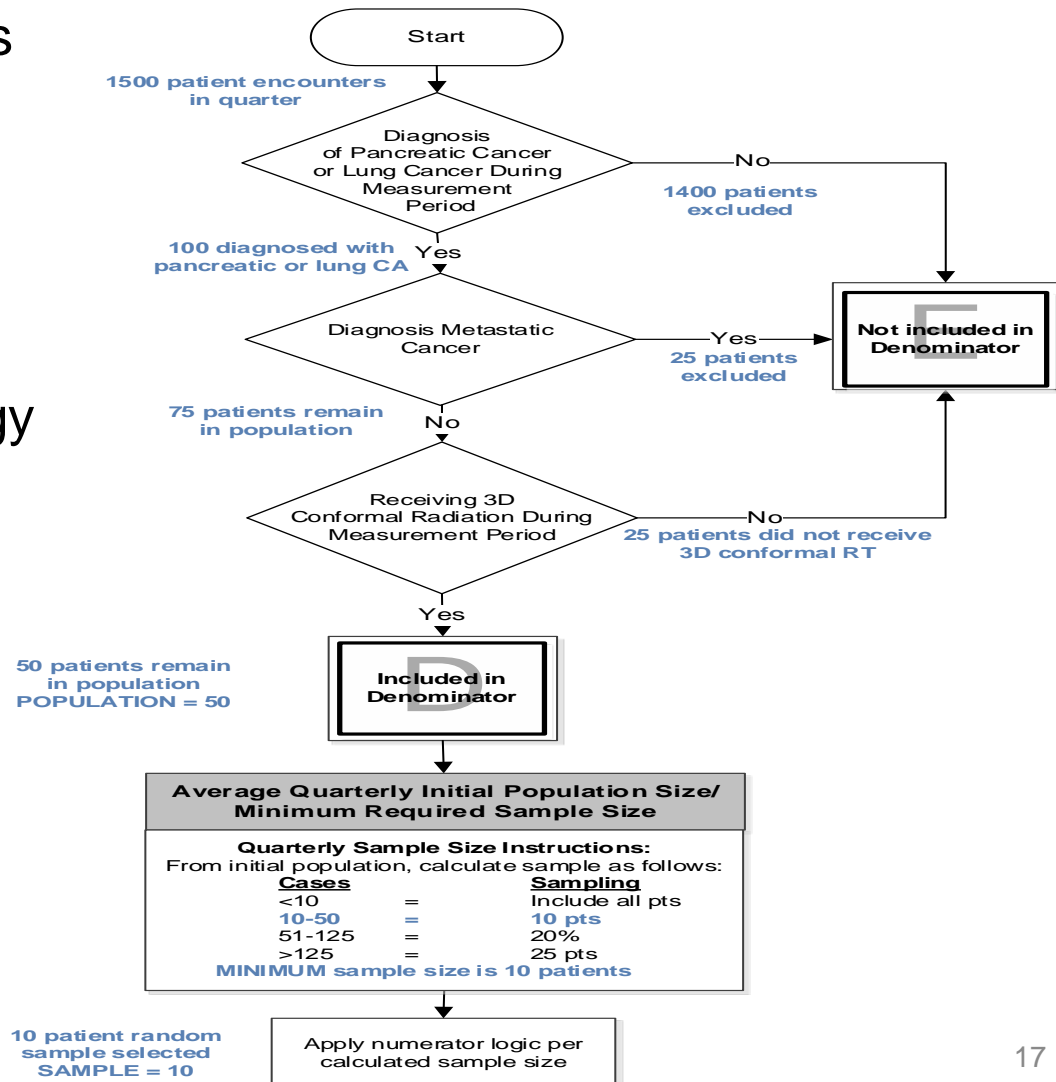 s
gy
Start
1500 patient encounters
in quarter
Diagnosis
of Pancreatic Cancer
or Lung Cancer During
Measurement
Period
No
1400 patients
excluded
100 diagnosed with
pancreatic or lung CA
Yes
Diagnosis Metastatic
Cancer
Yes
25 patients
excluded
E
Not included in
Denominator
75 patients remain
in population
No
Receiving 3D
Conformal Radiation During
Measurement Period
No
25 patients did not receive
3D conformal RT
Yes
50 patients remain
in population
POPULATION = 50
D
Included in
Denominator
Average Quarterly Initial Population Size/
Minimum Required Sample Size
Quarterly Sample Size Instructions:
From initial population, calculate sample as follows:
Cases Sampling
<10 = Include all pts
10-50 = 10 pts
51-125 = 20%
>125 = 25 pts
MINIMUM sample size is 10 patients
10 patient random
sample selected
SAMPLE = 10
Apply numerator logic per
calculated sample size
17